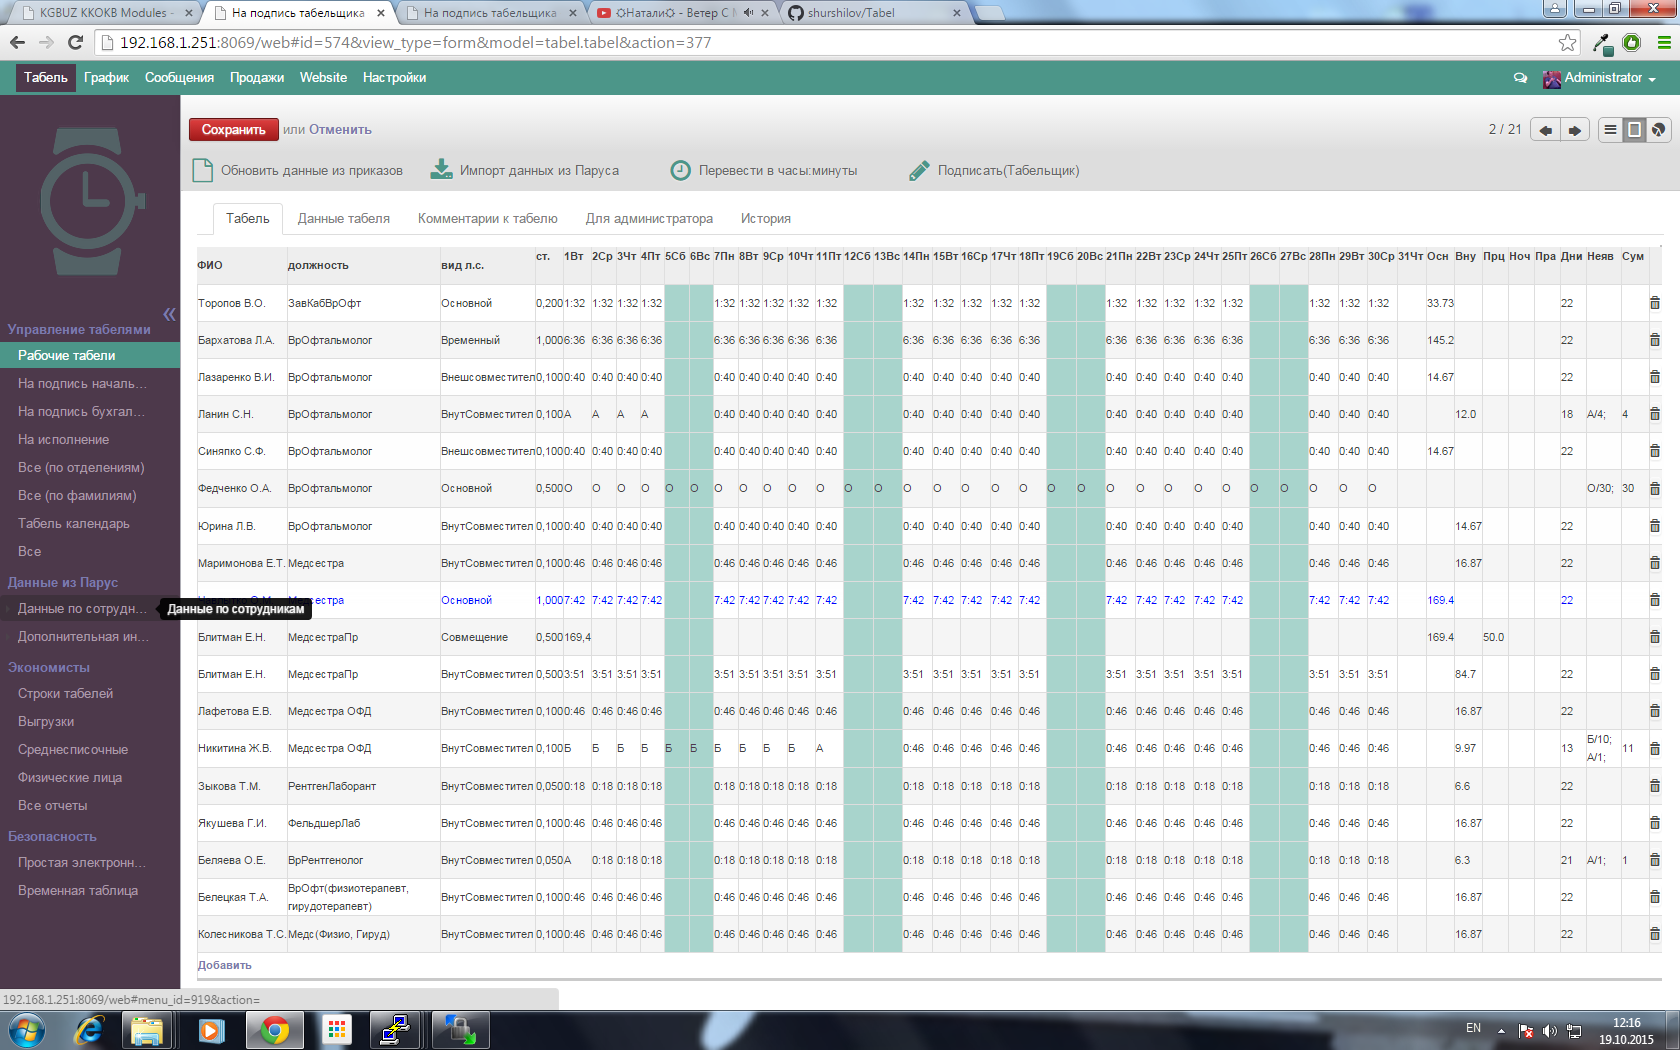 KGBUZ KKOKB Modules - На подпись табельщика На подпись табельщика Натали - Ветер С shurshilov/Tabel
192.168.1.251:8069/web#id=574&view_type=form&model=tabel.tabel&action=377
Табель График Сообщения Продажи Website Настройки Administrator
Сохранить или Отменить 2 / 21
Обновить данные из приказов Импорт данных из Паруса Перевести в часы:минуты Подписать(Табельщик)
Табель Данные табеля Комментарии к табелю Для администратора История
Управление табелями
Рабочие табели
На подпись началь...
На подпись бухгал...
На исполнение
Все (по отделениям)
Все (по фамилиям)
Табель календарь
Все
Данные из Парус
Данные по сотрудн... Данные по сотрудникам
Дополнительная ин...
Экономисты
Строки табелей
Выгрузки
Среднесписочные
Физические лица
Все отчеты
Безопасность
Простая электронн...
Временная таблица
ФИО должность вид л.с. ст. 1Вт 2Ср 3Чт 4Пт 5Сб 6Вс 7Пн 8Вт 9Ср 10Чт 11Пт 12Сб 13Вс 14Пн 15Вт 16Ср 17Чт 18Пт 19Сб 20Вс 21Пн 22Вт 23Ср 24Чт 25Пт 26Сб 27Вс 28Пн 29Вт 30Ср 31Чт Осн Вну Прц Ноч Пра Дни Неяв Сум
Торопов В.О. ЗавКабВрОфт Основной 0,200 1:32 1:32 1:32 1:32 1:32 1:32 1:32 1:32 1:32 1:32 1:32 1:32 1:32 1:32 1:32 1:32 1:32 1:32 1:32 1:32 1:32 1:32 33.73 22
Бархатова Л.А. ВрОфтальмолог Временный 1,000 6:36 6:36 6:36 6:36 6:36 6:36 6:36 6:36 6:36 6:36 6:36 6:36 6:36 6:36 6:36 6:36 6:36 6:36 6:36 6:36 6:36 6:36 145.2 22
Лазаренко В.И. ВрОфтальмолог Внешсовместител 0,100 0:40 0:40 0:40 0:40 0:40 0:40 0:40 0:40 0:40 0:40 0:40 0:40 0:40 0:40 0:40 0:40 0:40 0:40 0:40 0:40 0:40 0:40 14.67 22
Ланин С.Н. ВрОфтальмолог ВнутСовместител 0,100 А А А А 0:40 0:40 0:40 0:40 0:40 0:40 0:40 0:40 0:40 0:40 0:40 0:40 0:40 0:40 0:40 0:40 0:40 0:40 12.0 18 А/4; 4
Синяпко С.Ф. ВрОфтальмолог Внешсовместител 0,100 0:40 0:40 0:40 0:40 0:40 0:40 0:40 0:40 0:40 0:40 0:40 0:40 0:40 0:40 0:40 0:40 0:40 0:40 0:40 0:40 0:40 0:40 14.67 22
Федченко О.А. ВрОфтальмолог Основной 0,500 О О О О О О О О О О О О О О О О О О О О О О О О О О О О О О О/30; 30
Юрина Л.В. ВрОфтальмолог ВнутСовместител 0,100 0:40 0:40 0:40 0:40 0:40 0:40 0:40 0:40 0:40 0:40 0:40 0:40 0:40 0:40 0:40 0:40 0:40 0:40 0:40 0:40 0:40 0:40 14.67 22
Маримонова Е.Т. Медсестра ВнутСовместител 0,100 0:46 0:46 0:46 0:46 0:46 0:46 0:46 0:46 0:46 0:46 0:46 0:46 0:46 0:46 0:46 0:46 0:46 0:46 0:46 0:46 0:46 0:46 16.87 22
Медсестра Основной 1,000 7:42 7:42 7:42 7:42 7:42 7:42 7:42 7:42 7:42 7:42 7:42 7:42 7:42 7:42 7:42 7:42 7:42 7:42 7:42 7:42 7:42 7:42 169.4 22
Блитман Е.Н. МедсестраПр Совмещение 0,500 169,4 169.4 50.0
Блитман Е.Н. МедсестраПр ВнутСовместител 0,500 3:51 3:51 3:51 3:51 3:51 3:51 3:51 3:51 3:51 3:51 3:51 3:51 3:51 3:51 3:51 3:51 3:51 3:51 3:51 3:51 3:51 3:51 84.7 22
Лафетова Е.В. Медсестра ОФД ВнутСовместител 0,100 0:46 0:46 0:46 0:46 0:46 0:46 0:46 0:46 0:46 0:46 0:46 0:46 0:46 0:46 0:46 0:46 0:46 0:46 0:46 0:46 0:46 0:46 16.87 22
Никитина Ж.В. Медсестра ОФД ВнутСовместител 0,100 Б Б Б Б Б Б Б Б Б Б А 0:46 0:46 0:46 0:46 0:46 0:46 0:46 0:46 0:46 0:46 0:46 0:46 0:46 9.97 13 Б/10; А/1; 11
Зыкова Т.М. РентгенЛаборант ВнутСовместител 0,050 0:18 0:18 0:18 0:18 0:18 0:18 0:18 0:18 0:18 0:18 0:18 0:18 0:18 0:18 0:18 0:18 0:18 0:18 0:18 0:18 0:18 0:18 6.6 22
Якушева Г.И. ФельдшерЛаб ВнутСовместител 0,100 0:46 0:46 0:46 0:46 0:46 0:46 0:46 0:46 0:46 0:46 0:46 0:46 0:46 0:46 0:46 0:46 0:46 0:46 0:46 0:46 0:46 0:46 16.87 22
Беляева О.Е. ВрРентгенолог ВнутСовместител 0,050 А 0:18 0:18 0:18 0:18 0:18 0:18 0:18 0:18 0:18 0:18 0:18 0:18 0:18 0:18 0:18 0:18 0:18 0:18 0:18 0:18 0:18 6.3 21 А/1; 1
Белецкая Т.А. ВрОфт(физиотерапевт, гирудотерапевт) ВнутСовместител 0,100 0:46 0:46 0:46 0:46 0:46 0:46 0:46 0:46 0:46 0:46 0:46 0:46 0:46 0:46 0:46 0:46 0:46 0:46 0:46 0:46 0:46 0:46 16.87 22
Колесникова Т.С. Медс(Физио, Гируд) ВнутСовместител 0,100 0:46 0:46 0:46 0:46 0:46 0:46 0:46 0:46 0:46 0:46 0:46 0:46 0:46 0:46 0:46 0:46 0:46 0:46 0:46 0:46 0:46 0:46 16.87 22
Добавить
192.168.1.251:8069/web#menu_id=919&action=
EN 12:16
19.10.2015